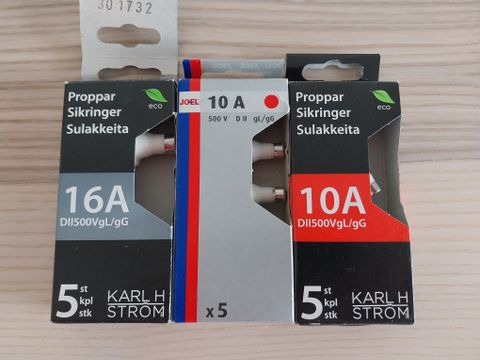 301732
Proppar
Sikringer
Sulakkeita
eco
16A
DII500VgL/gG
5 st
kpl
stk
KARL H
STRÖM
JOEL
10 A
500 V D II gL/gG
x 5
Proppar
Sikringer
Sulakkeita
eco
10A
DII500VgL/gG
5 st
kpl
stk
KARL H
STRÖM